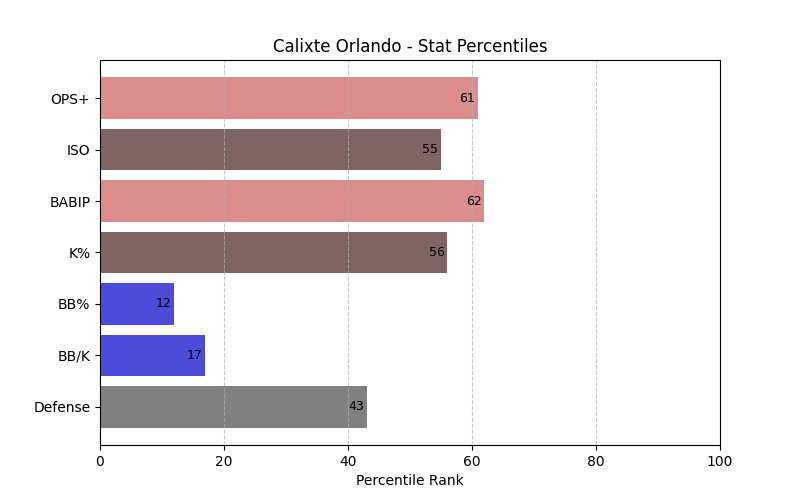 Calixte Orlando - Stat Percentiles
OPS+ 61
ISO 55
BABIP 62
K% 56
BB% 12
BB/K 17
Defense 43
0 20 40 60 80 100
Percentile Rank